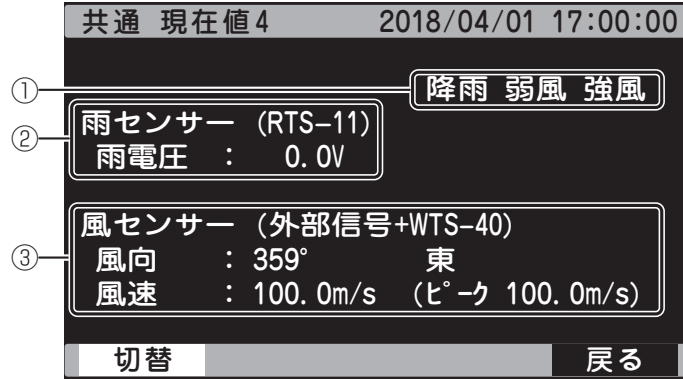 共通 現在値4 2018/04/01 17:00:00
① 降雨 弱風 強風
② 雨センサー (RTS-11)
雨電圧 : 0.0V
風センサー (外部信号+WTS-40)
③ 風向 : 359° 東
風速 : 100.0m/s (ピーク 100.0m/s)
切替 戻る